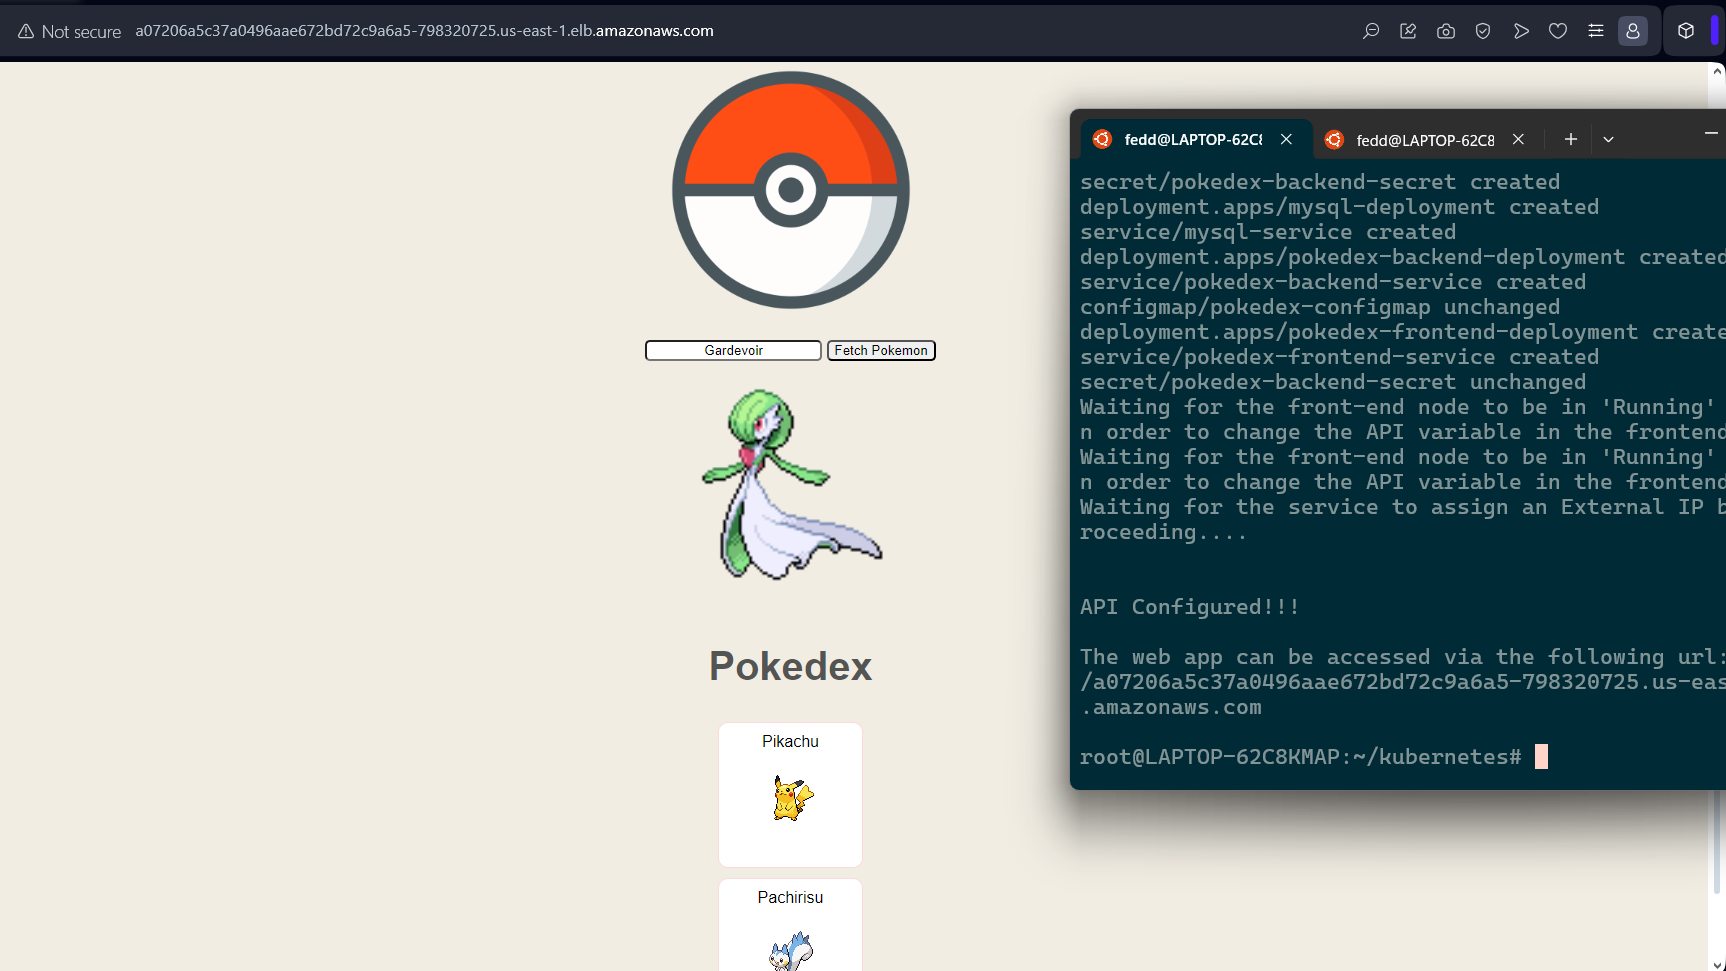 Not secure a07206a5c37a0496aae672bd72c9a6a5-798320725.us-east-1.elb.amazonaws.com
Gardevoir Fetch Pokemon
Pokedex
Pikachu
Pachirisu
fedd@LAPTOP-62C8 fedd@LAPTOP-62C8
secret/pokedex-backend-secret created
deployment.apps/mysql-deployment created
service/mysql-service created
deployment.apps/pokedex-backend-deployment created
service/pokedex-backend-service created
configmap/pokedex-configmap unchanged
deployment.apps/pokedex-frontend-deployment create
service/pokedex-frontend-service created
secret/pokedex-backend-secret unchanged
Waiting for the front-end node to be in 'Running'
n order to change the API variable in the frontend
Waiting for the front-end node to be in 'Running'
n order to change the API variable in the frontend
Waiting for the service to assign an External IP b
roceeding....
API Configured!!!
The web app can be accessed via the following url:
/a07206a5c37a0496aae672bd72c9a6a5-798320725.us-eas
.amazonaws.com
root@LAPTOP-62C8KMAP:~/kubernetes#